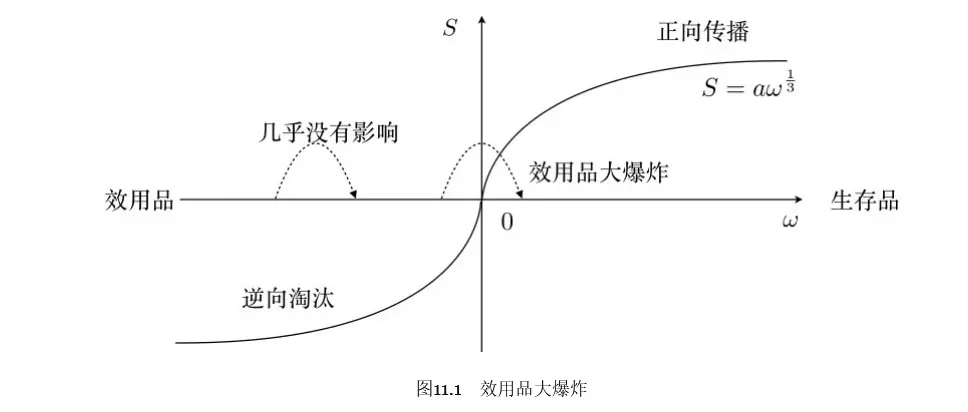 S
正向传播
S = aω^{1/3}
几乎没有影响
效用品大爆炸
效用品
0
ω
生存品
逆向淘汰
图11.1 效用品大爆炸